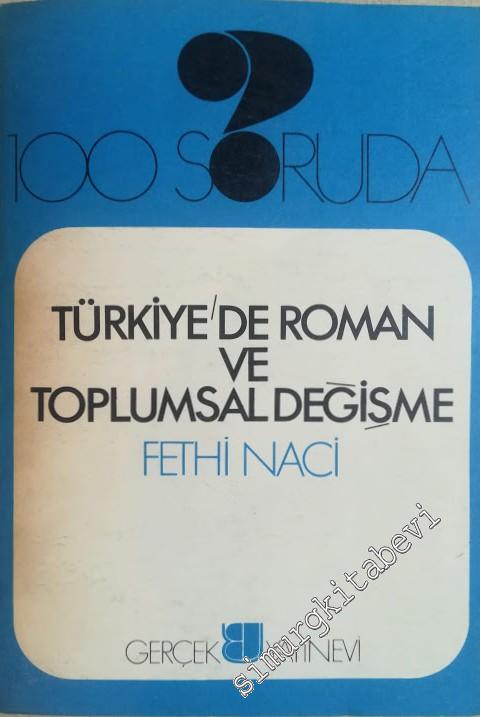 100 SORUDA
TÜRKİYE'DE ROMAN
VE
TOPLUMSAL DEĞİŞME
FETHİ NACİ
GERÇEK YAYINEVİ
simurgkitabevi